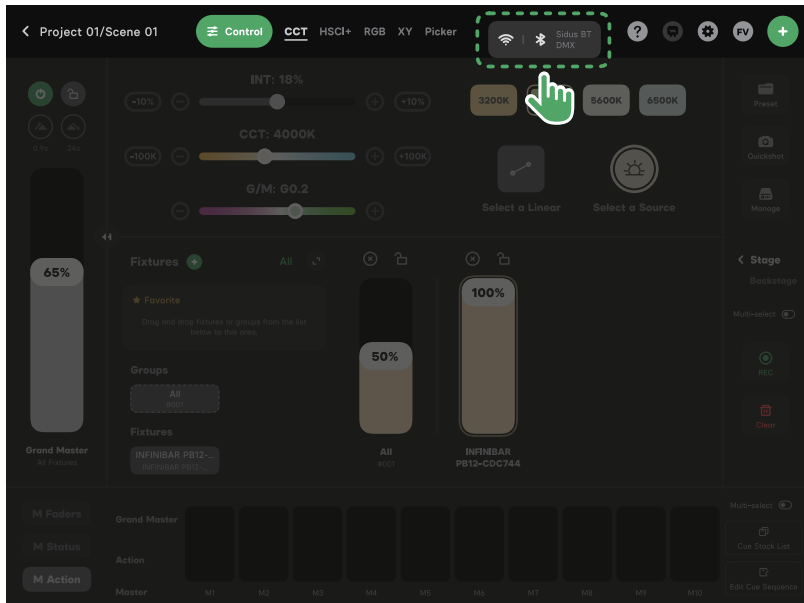 Project 01/Scene 01
Control
CCT
HSCI+
RGB
XY
Picker
Sidus BT
DMX
?
FV
+
INT: 18%
-10%
+10%
3200K
5600K
6500K
Preset
0.9s
24c
CCT: 4000K
-100K
+100K
Quickshot
G/M: G0.2
Select a Linear
Select a Source
Manage
65%
Fixtures
All
Stage
Backstage
100%
Favorite
Drag and drop fixtures or groups from the list
below to this area.
Multi-select
50%
Groups
All
#001
REC
Fixtures
Clear
Grand Master
All Fixtures
INFINIBAR PB12-...
INFINIBAR PB12-...
All
#001
INFINIBAR
PB12-CDC744
M Faders
Grand Master
Multi-select
M Status
Cue Stack List
Action
M Action
Edit Cue Sequence
Master
M1
M2
M3
M4
M5
M6
M7
M8
M9
M10